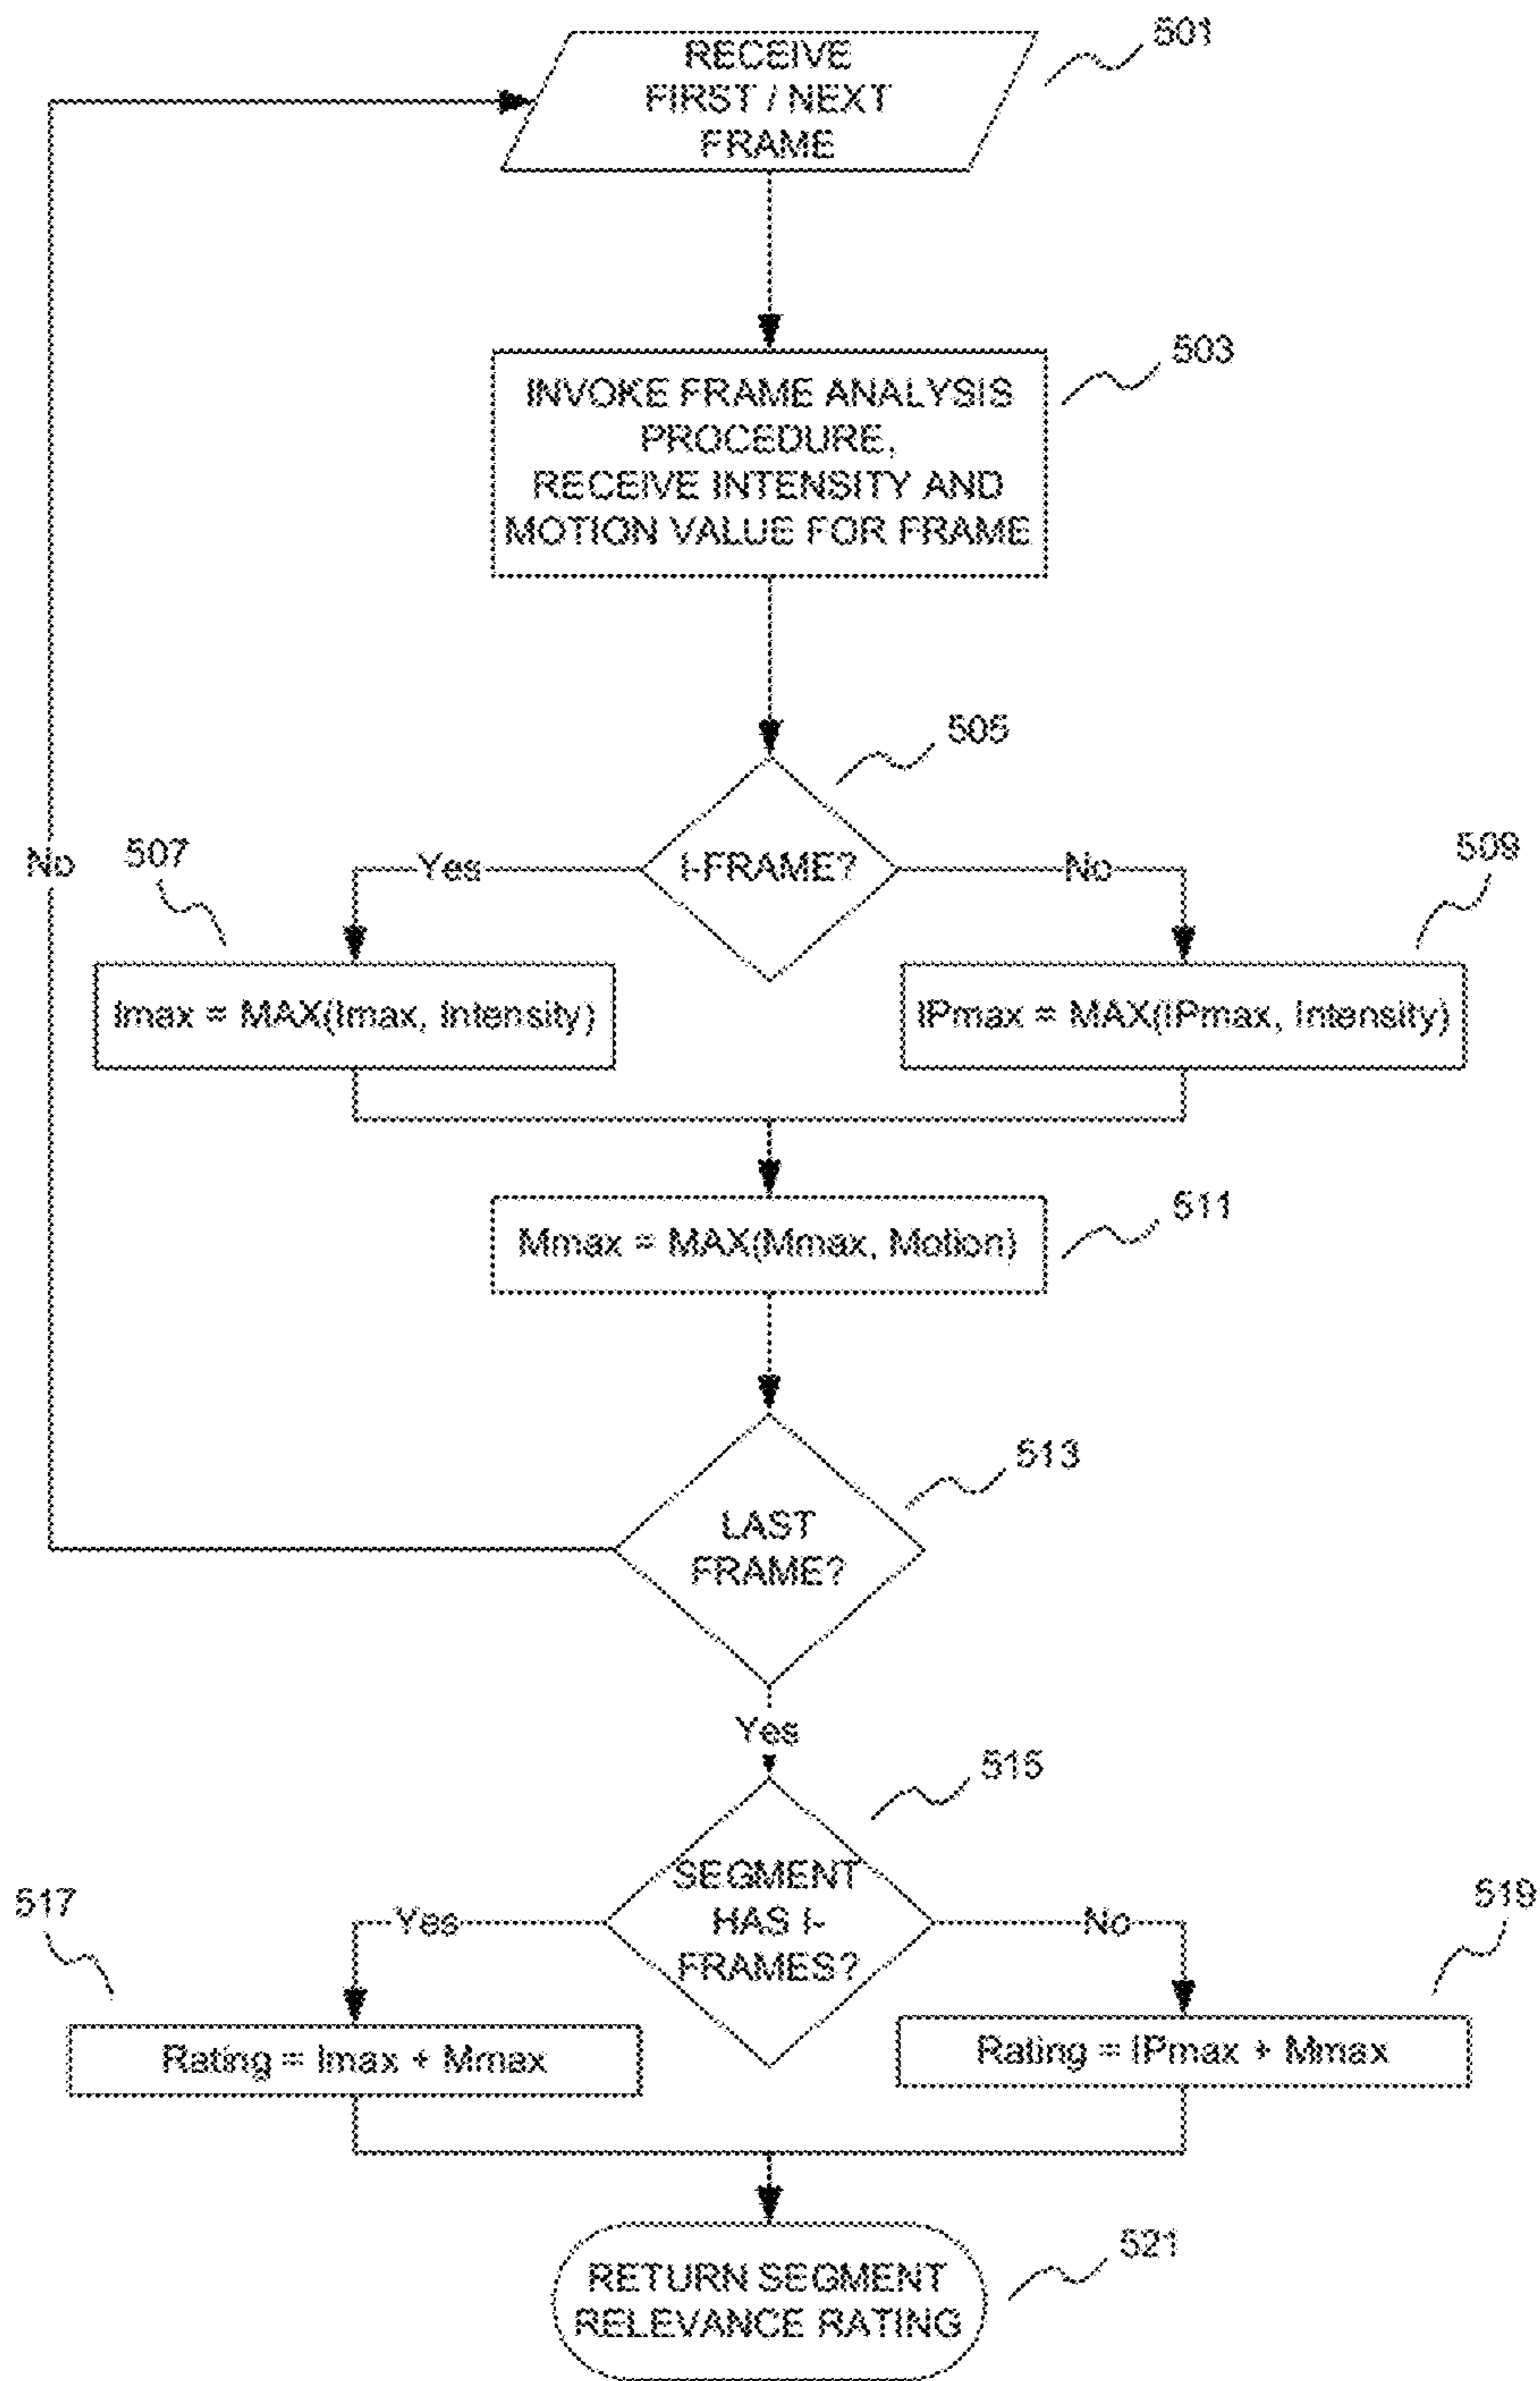 501
RECEIVE
FIRST / NEXT
FRAME
503
INVOKE FRAME ANALYSIS
PROCEDURE,
RECEIVE INTENSITY AND
MOTION VALUE FOR FRAME
505
No
507
Yes
I-FRAME?
No
509
Imax = MAX(Imax, Intensity)
IPmax = MAX(IPmax, Intensity)
511
Mmax = MAX(Mmax, Motion)
513
LAST
FRAME?
Yes
515
517
Yes
SEGMENT
HAS I-
FRAMES?
No
519
Rating = Imax + Mmax
Rating = IPmax + Mmax
521
RETURN SEGMENT
RELEVANCE RATING